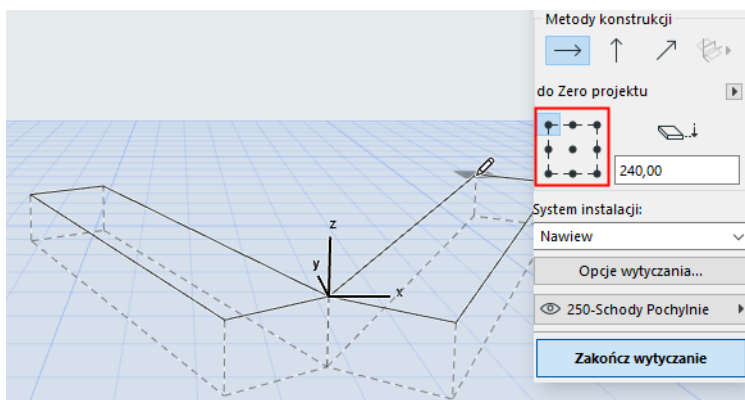 Metody konstrukcji
do Zero projektu
240,00
System instalacji:
Nawiew
Opcje wytyczania...
250-Schody Pochylnie
Zakończ wytyczanie
z
y
x